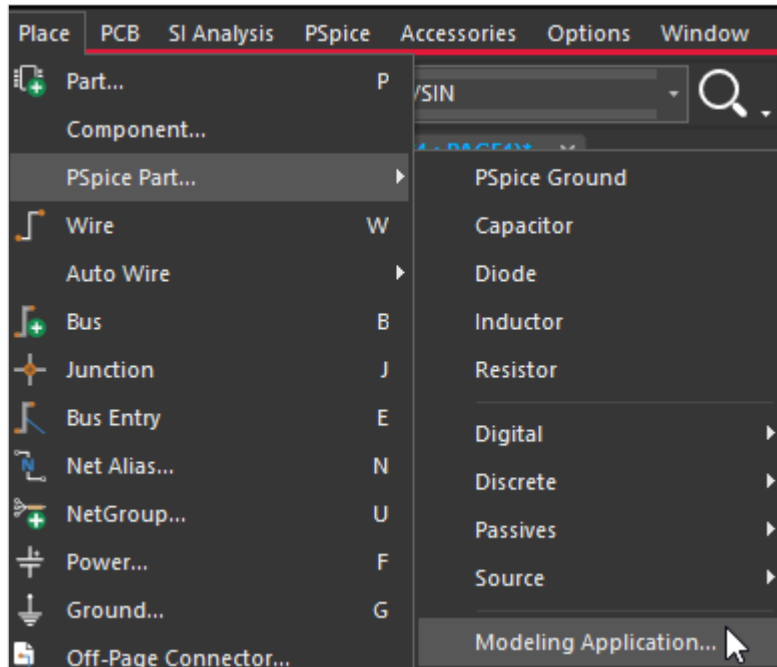 Place PCB SI Analysis PSpice Accessories Options Window
Part... P
/SIN
Component...
PSpice Part...
Wire W
Auto Wire
Bus B
Junction J
Bus Entry E
Net Alias... N
NetGroup... U
Power... F
Ground... G
Off-Page Connector...
PSpice Ground
Capacitor
Diode
Inductor
Resistor
Digital
Discrete
Passives
Source
Modeling Application...